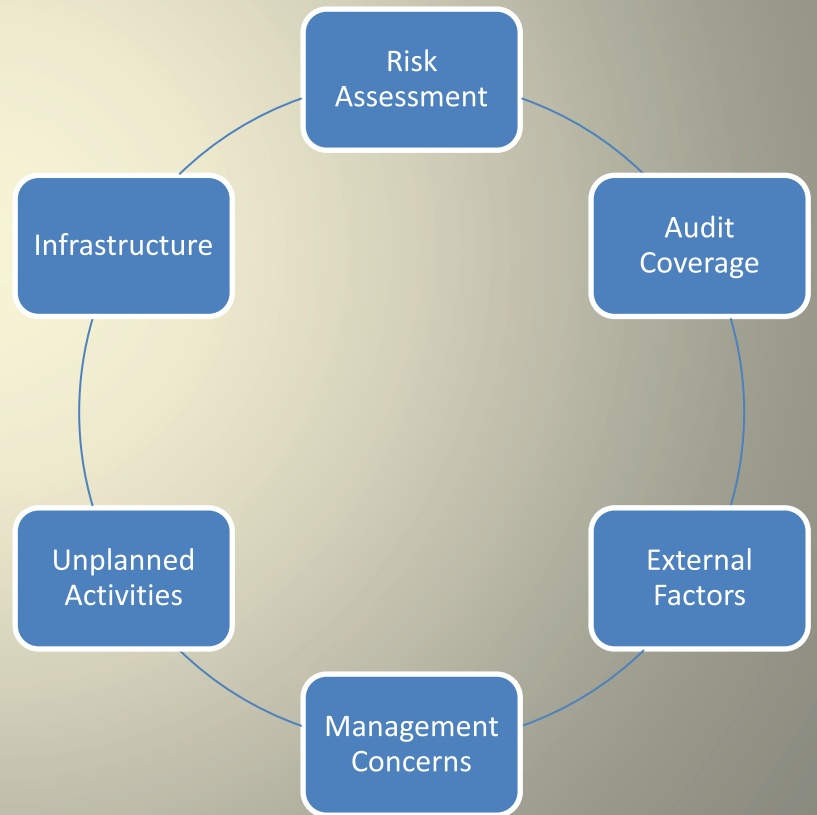 Risk
Assessment
Audit
Coverage
External
Factors
Management
Concerns
Unplanned
Activities
Infrastructure